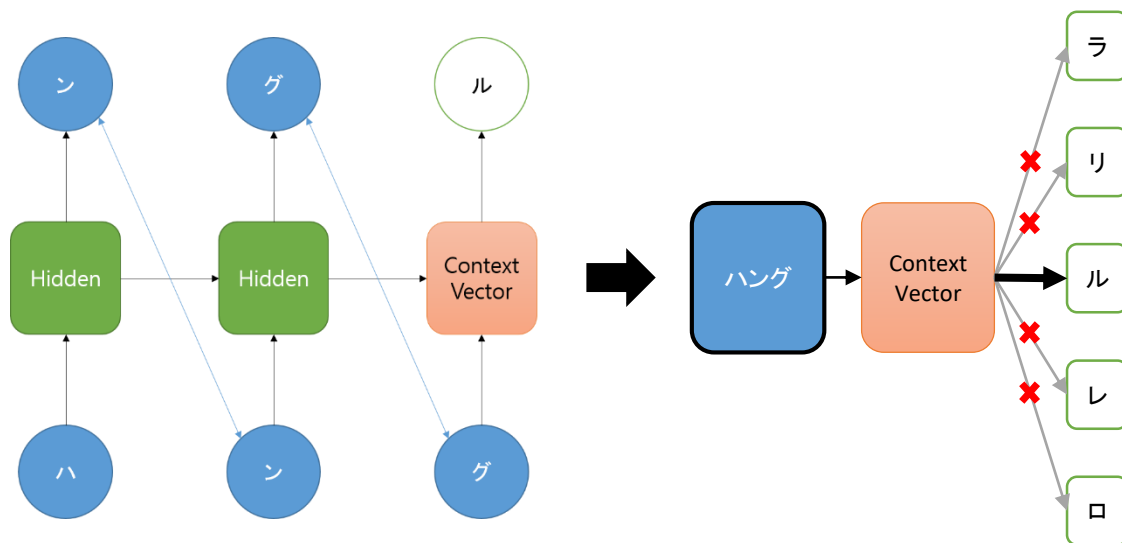 ン
グ
ル
Hidden
Hidden
Context
Vector
ハ
ン
グ
ハング
Context
Vector
ラ
リ
ル
レ
ロ